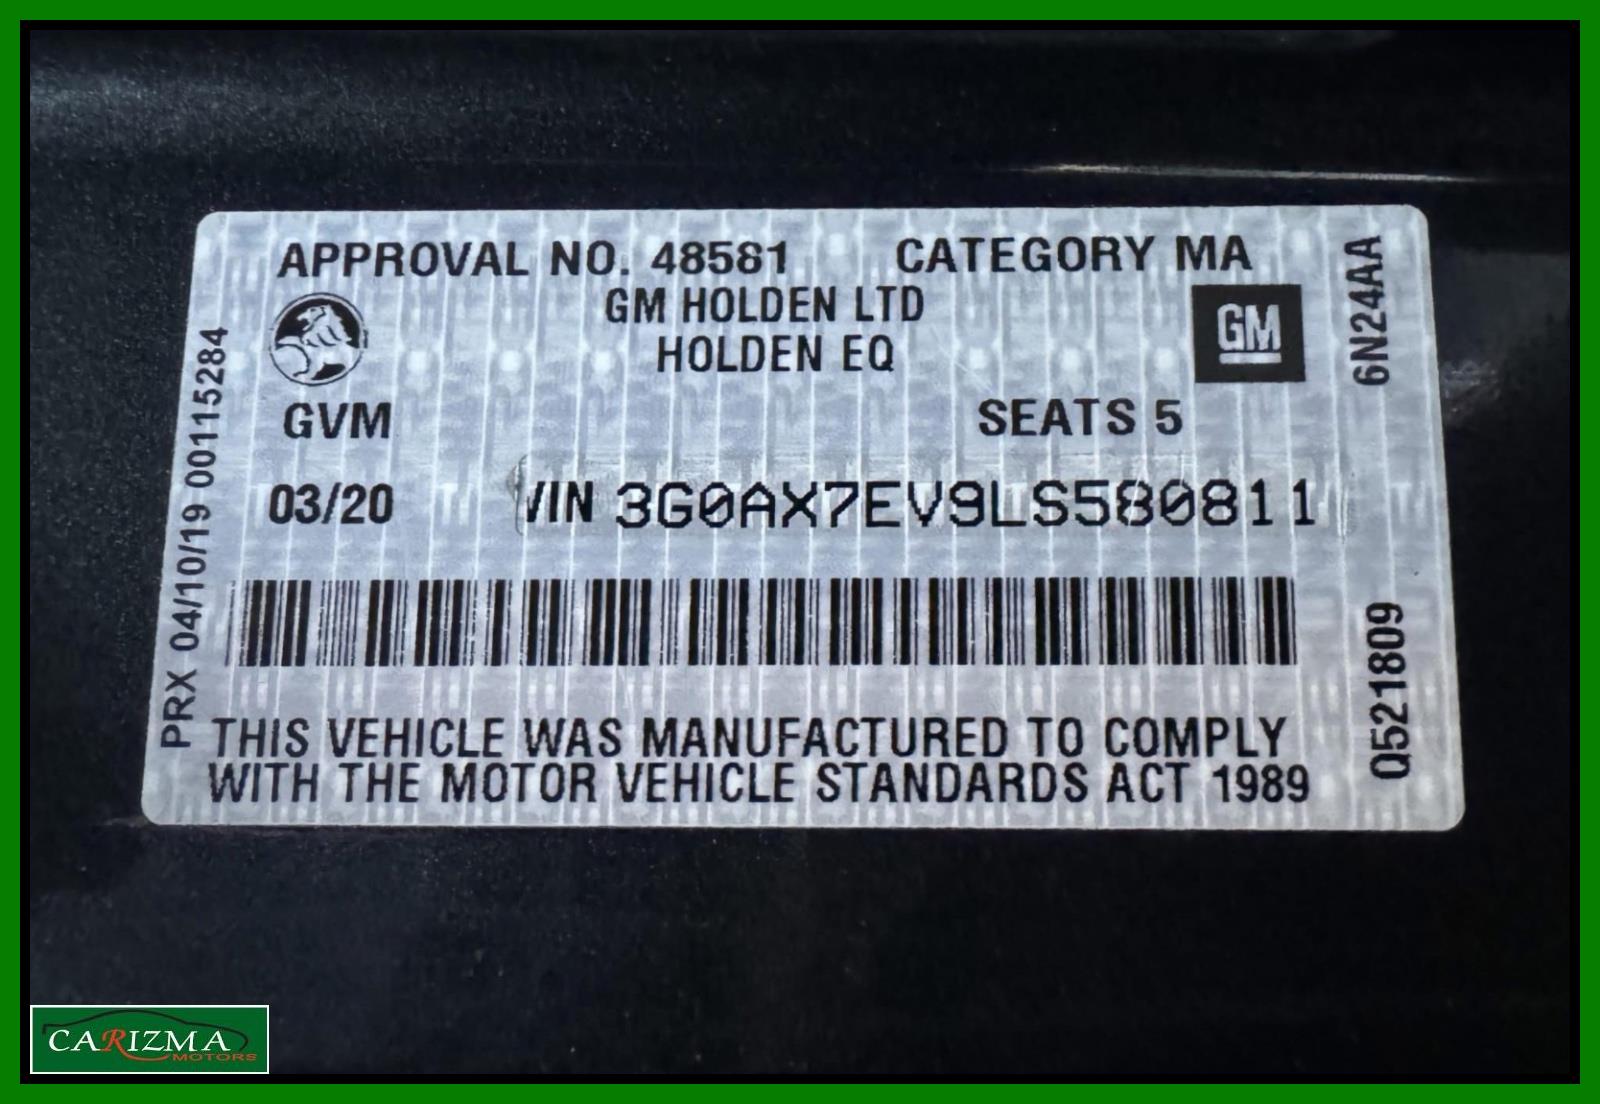 APPROVAL NO. 48581 CATEGORY MA
GM HOLDEN LTD
HOLDEN EQ
GM
GVM SEATS 5
03/20 VIN 3G0AX7EV9LS580811
THIS VEHICLE WAS MANUFACTURED TO COMPLY
WITH THE MOTOR VEHICLE STANDARDS ACT 1989
PRX 04/10/19 00115284
6N24AA
Q521809
CARIZMA
MOTORS